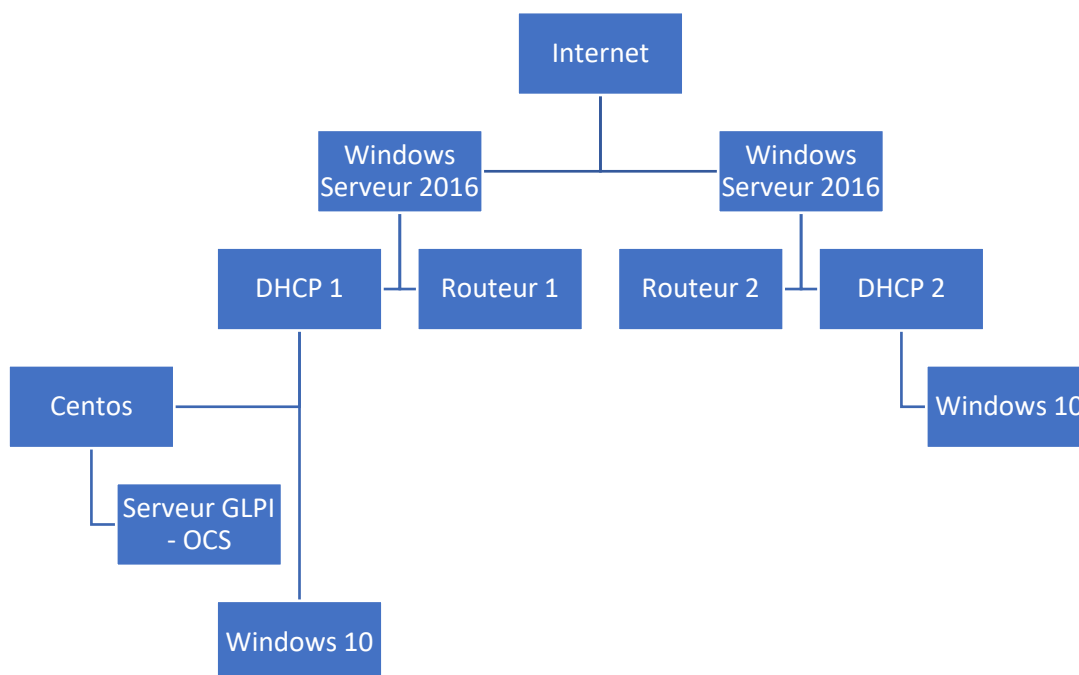 Internet
Windows
Serveur 2016
Windows
Serveur 2016
DHCP 1
Routeur 1
Routeur 2
DHCP 2
Centos
Windows 10
Serveur GLPI
- OCS
Windows 10